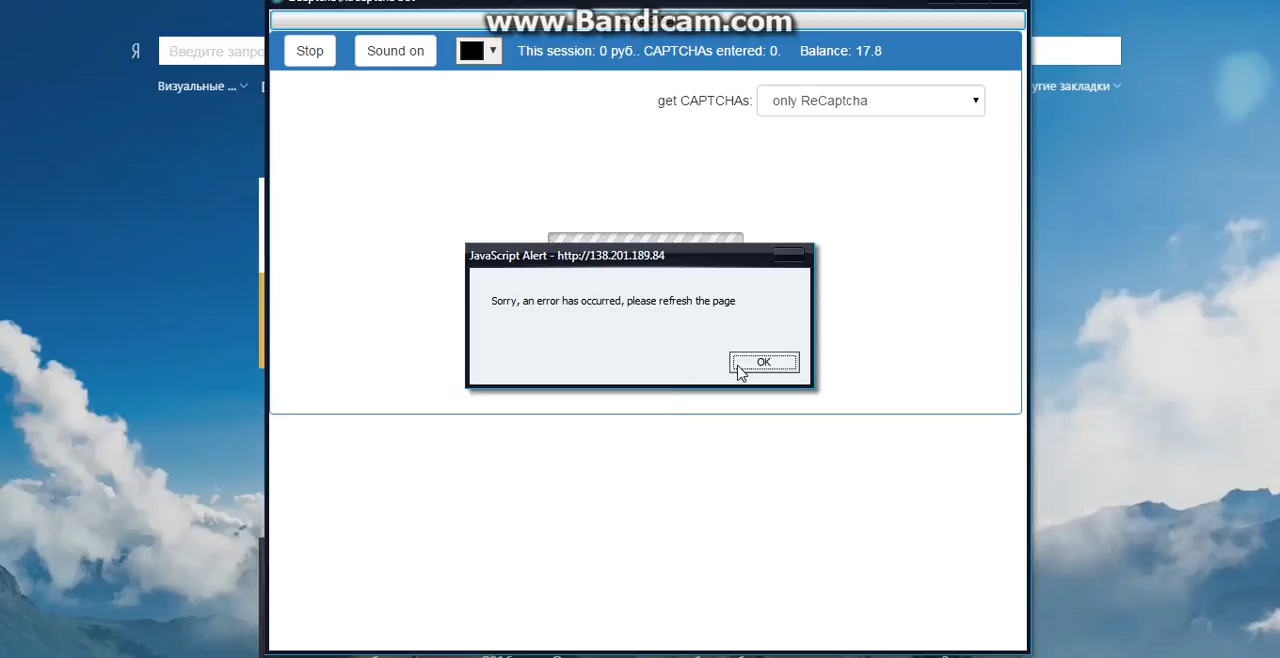 www.Bandicam.com
Я
Введите запро
Stop
Sound on
This session: 0 руб.. CAPTCHAs entered: 0.
Balance: 17.8
Визуальные ...
угие закладки
get CAPTCHAs:
only ReCaptcha
JavaScript Alert - http://138.201.189.84
Sorry, an error has occurred, please refresh the page
OK